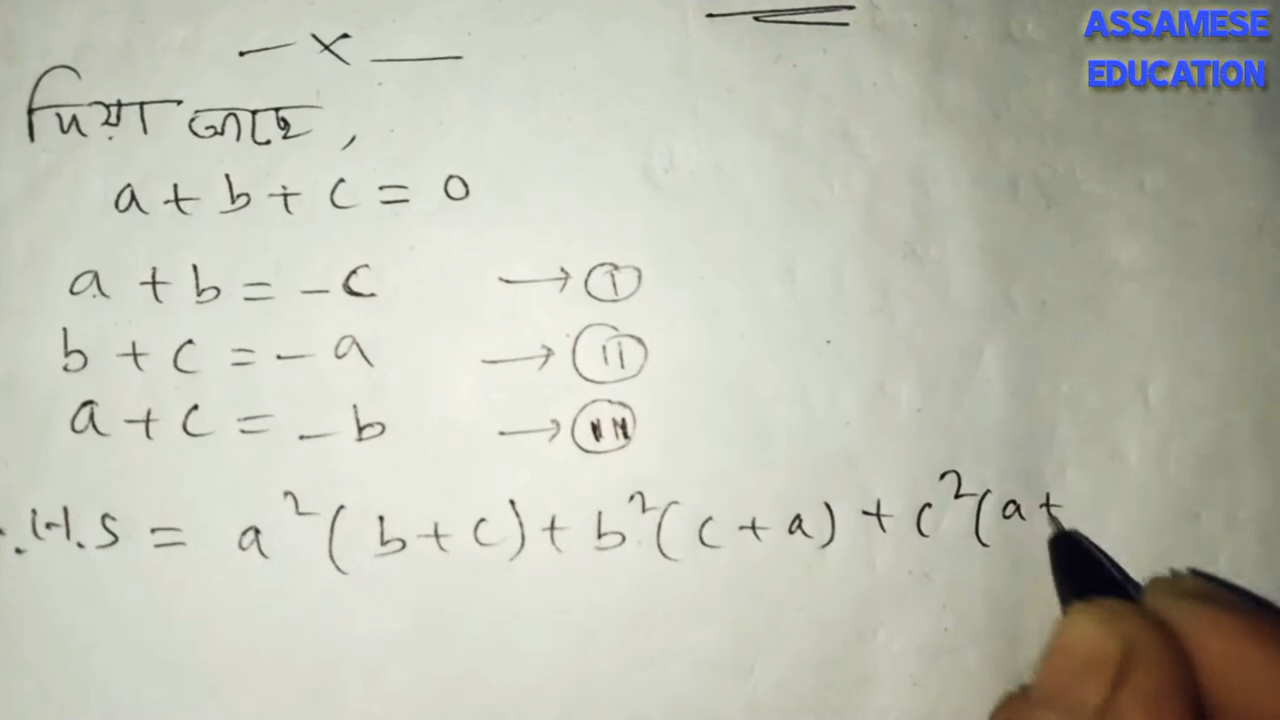 ASSAMESE
EDUCATION
— × —
দিয়া আছে,
a + b + c = 0
a + b = - c → (I)
b + c = - a → (II)
a + c = - b → (III)
.H.S = a² ( b + c ) + b² ( c + a ) + c² ( a +